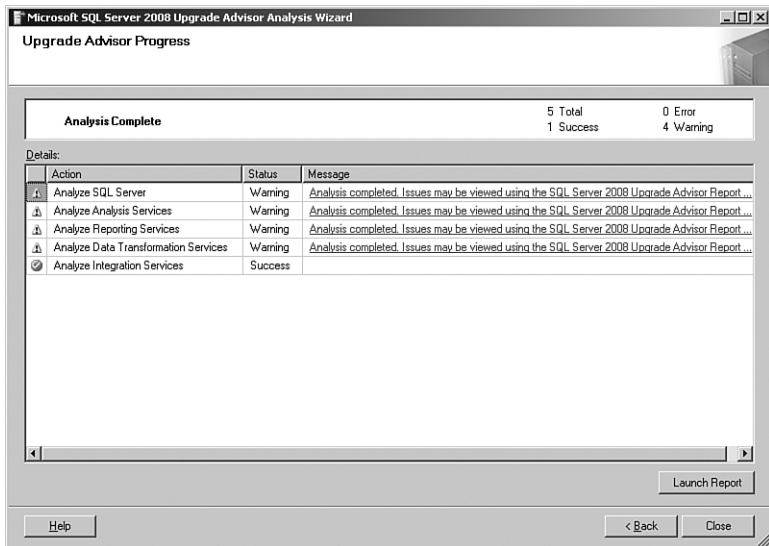 Microsoft SQL Server 2008 Upgrade Advisor Analysis Wizard
Upgrade Advisor Progress
Analysis Complete
5 Total 0 Error
1 Success 4 Warning
Details:
Action Status Message
Analyze SQL Server Warning Analysis completed. Issues may be viewed using the SQL Server 2008 Upgrade Advisor Report ...
Analyze Analysis Services Warning Analysis completed. Issues may be viewed using the SQL Server 2008 Upgrade Advisor Report ...
Analyze Reporting Services Warning Analysis completed. Issues may be viewed using the SQL Server 2008 Upgrade Advisor Report ...
Analyze Data Transformation Services Warning Analysis completed. Issues may be viewed using the SQL Server 2008 Upgrade Advisor Report ...
Analyze Integration Services Success
Launch Report
Help < Back Close